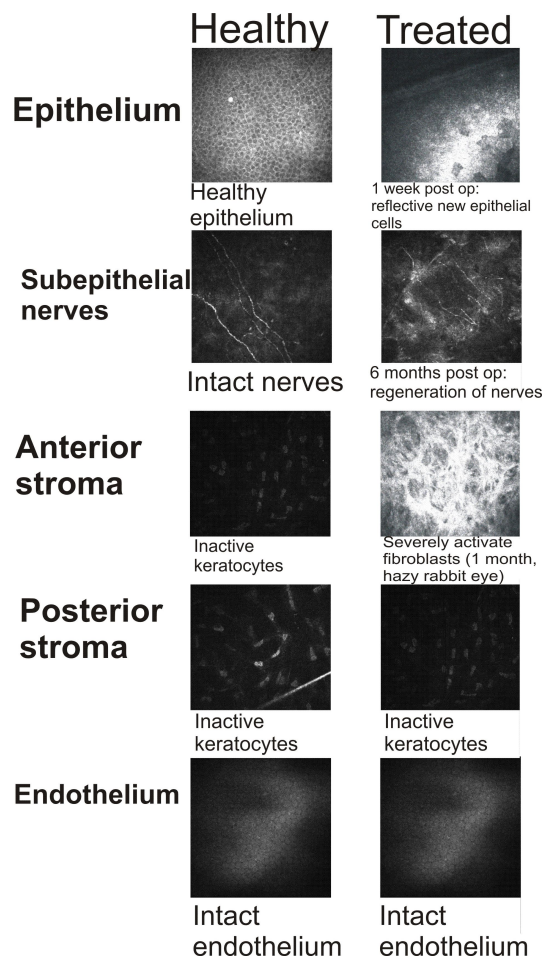 Healthy Treated
Epithelium
Healthy
epithelium
1 week post op:
reflective new epithelial
cells
Subepithelial
nerves
Intact nerves
6 months post op:
regeneration of nerves
Anterior
stroma
Inactive
keratocytes
Severely activate
fibroblasts (1 month,
hazy rabbit eye)
Posterior
stroma
Inactive
keratocytes
Inactive
keratocytes
Endothelium
Intact
endothelium
Intact
endothelium